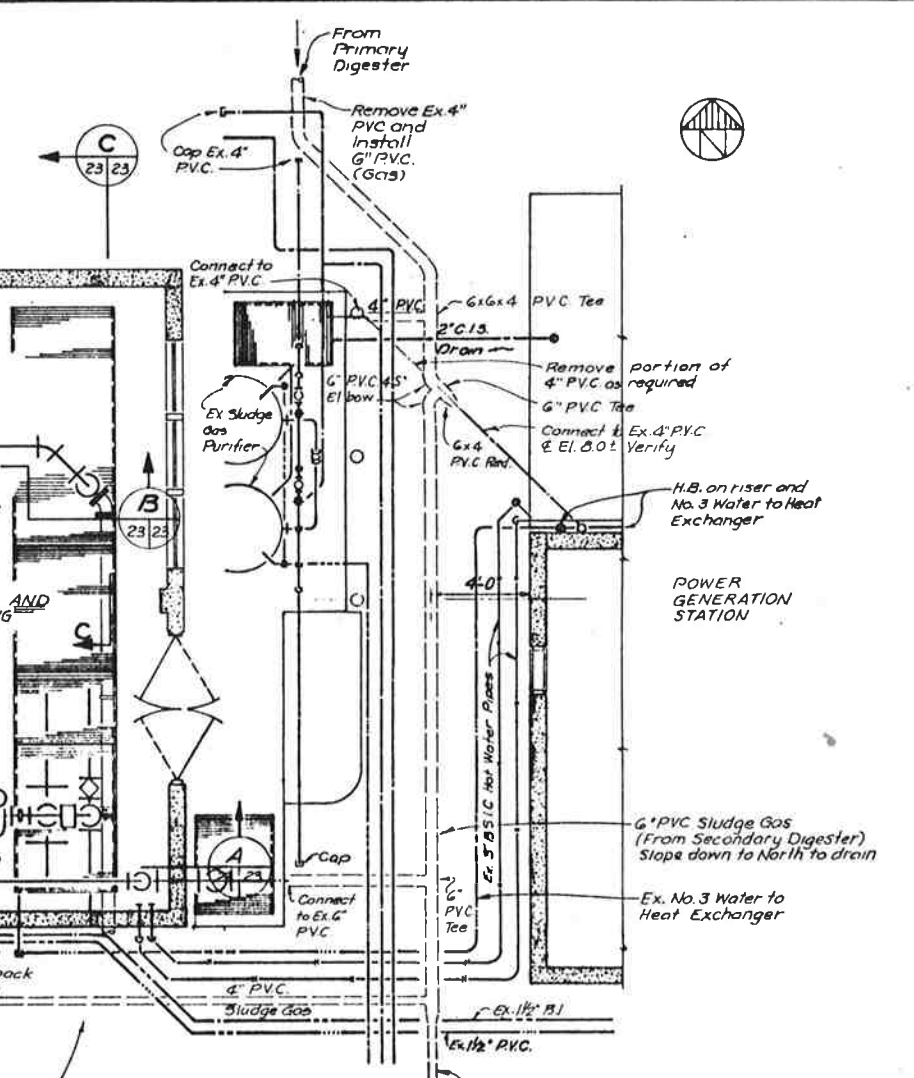 From
Primary
Digester
Remove Ex. 4"
PVC and
Install
6" P.V.C.
(Gas)
Cap Ex. 4"
P.V.C.
C
23 23
N
Connect to
Ex. 4" P.V.C.
4" PVC
6x6x4 PVC Tee
2" C.I.S.
Drain
Remove portion of
4" PVC. as required
6" P.V.C. 45°
Elbow
6" PVC Tee
Ex Sludge
Gas
Purifier
6x4
P.V.C Red.
Connect to Ex. 4" P.V.C
℄ El. 8.0± Verify
H.B. on riser and
No. 3 Water to Heat
Exchanger
B
23 23
4'-0"
POWER
GENERATION
STATION
AND
G
C
Ex. 3" B.S.I.C Hot Water Pipes
6" PVC Sludge Gas
(From Secondary Digester)
Slope down to North to drain
A
23
Cap
Connect
to Ex. 6"
PVC
6"
PVC
Tee
Ex. No. 3 Water to
Heat Exchanger
4" P.V.C.
Sludge Gas
Ex. 1½" B.I
Ex. 1½" P.V.C.